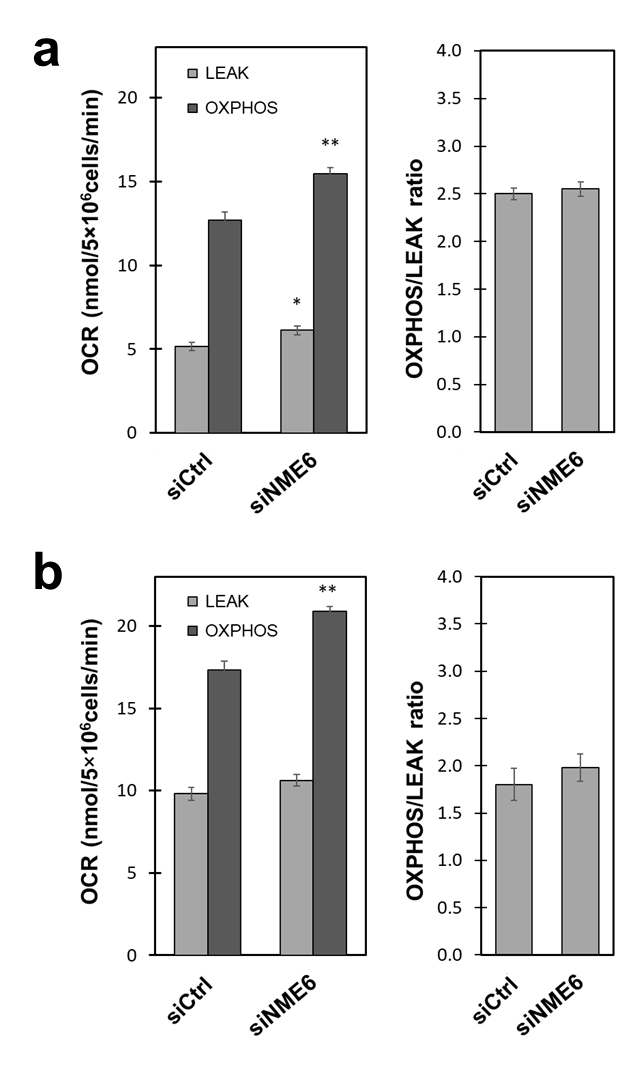 a
OCR (nmol/5×10⁶cells/min)
20
15
10
5
0
LEAK
OXPHOS
*
**
siCtrl
siNME6
OXPHOS/LEAK ratio
4.0
3.5
3.0
2.5
2.0
1.5
1.0
0.5
0.0
siCtrl
siNME6
b
OCR (nmol/5×10⁶cells/min)
20
15
10
5
0
LEAK
OXPHOS
**
siCtrl
siNME6
OXPHOS/LEAK ratio
4.0
3.5
3.0
2.5
2.0
1.5
1.0
0.5
0.0
siCtrl
siNME6